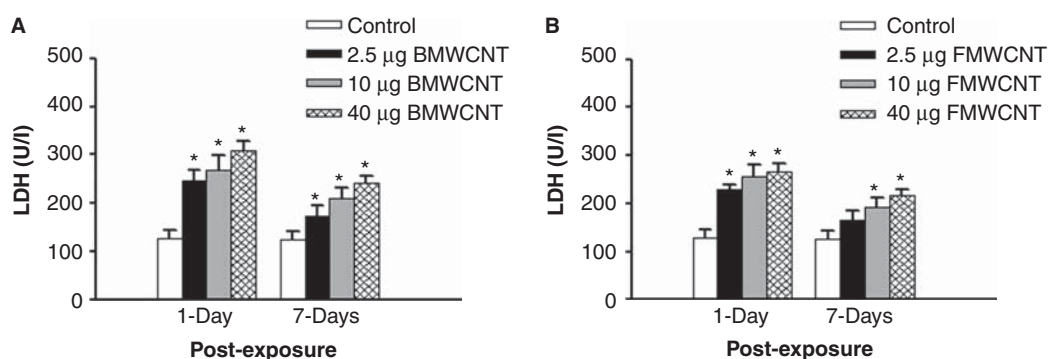 A
Control
2.5 µg BMWCNT
10 µg BMWCNT
40 µg BMWCNT
LDH (U/I)
500
400
300
200
100
0
* * *
* * *
1-Day 7-Days
Post-exposure
B
Control
2.5 µg FMWCNT
10 µg FMWCNT
40 µg FMWCNT
LDH (U/I)
500
400
300
200
100
0
* * *
* *
1-Day 7-Days
Post-exposure